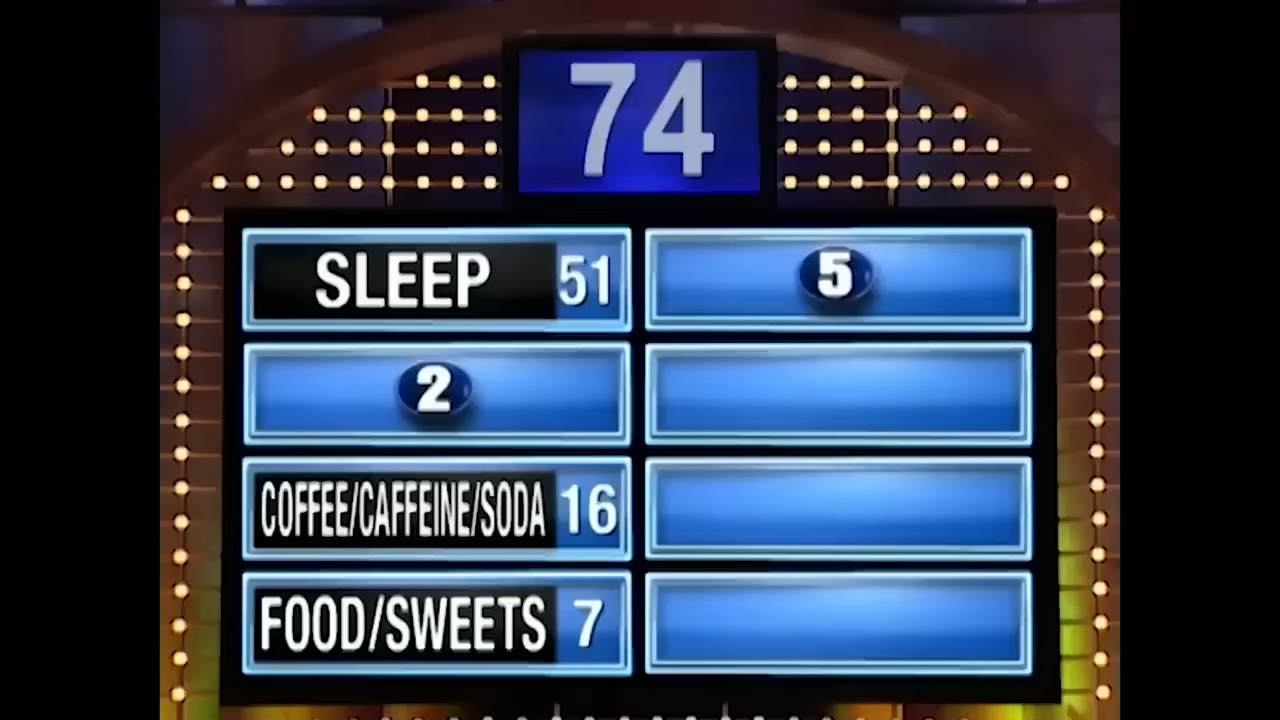 74
SLEEP 51
2
COFFEE/CAFFEINE/SODA 16
FOOD/SWEETS 7
5